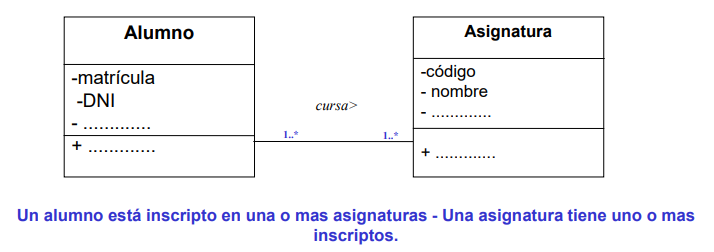 Alumno
-matrícula
-DNI
- .............
+ .............
cursa>
1..*
1..*
Asignatura
-código
- nombre
- .............
+ .............
Un alumno está inscripto en una o mas asignaturas - Una asignatura tiene uno o mas
inscriptos.